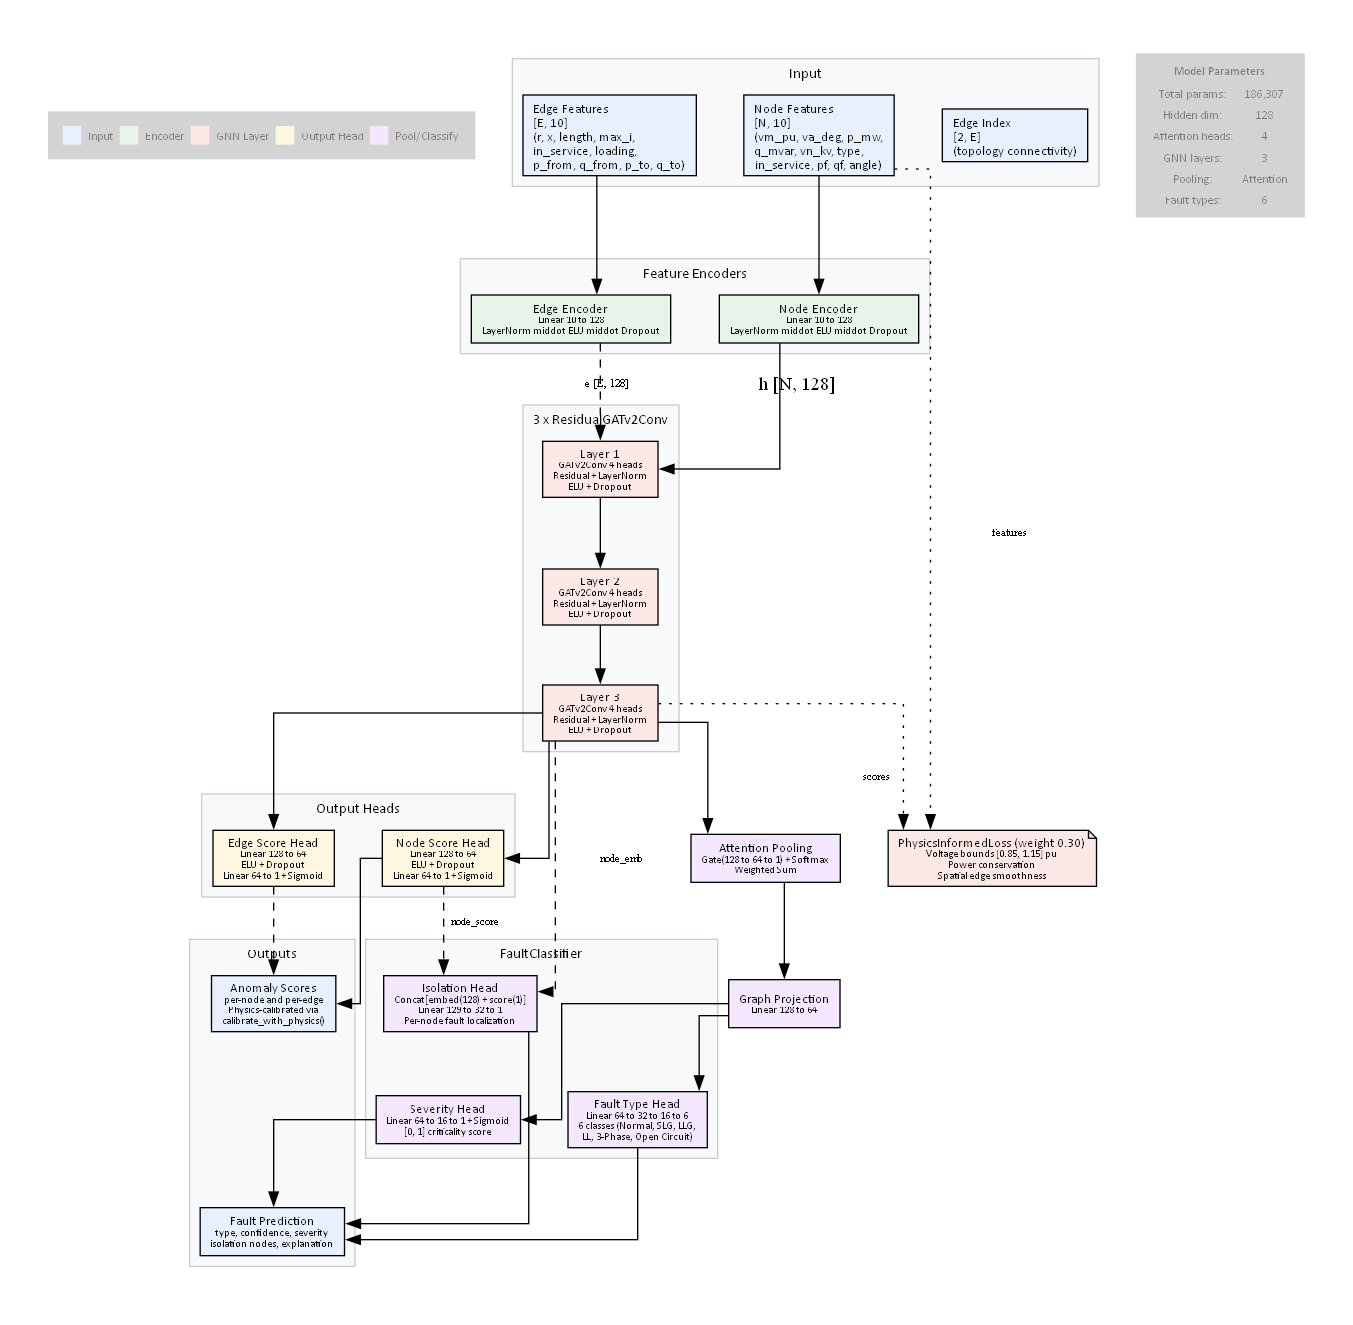 Input
Edge Features
[E, 10]
(r, x, length, max_i,
in_service, loading,
p_from, q_from, p_to, q_to)
Node Features
[N, 10]
(vm_pu, va_deg, p_mw,
q_mvar, vn_kv, type,
in_service, pf, qf, angle)
Edge Index
[2, E]
(topology connectivity)
Model Parameters
Total params: 186,307
Hidden dim: 128
Attention heads: 4
GNN layers: 3
Pooling: Attention
Fault types: 6
Input Encoder GNN Layer Output Head Pool/Classify
Feature Encoders
Edge Encoder
Linear 10 to 128
LayerNorm middot ELU middot Dropout
Node Encoder
Linear 10 to 128
LayerNorm middot ELU middot Dropout
e [E, 128]
h [N, 128]
3 x ResidualGATv2Conv
Layer 1
GATv2Conv 4 heads
Residual + LayerNorm
ELU + Dropout
features
Layer 2
GATv2Conv 4 heads
Residual + LayerNorm
ELU + Dropout
Layer 3
GATv2Conv 4 heads
Residual + LayerNorm
ELU + Dropout
scores
Output Heads
Edge Score Head
Linear 128 to 64
ELU + Dropout
Linear 64 to 1 + Sigmoid
Node Score Head
Linear 128 to 64
ELU + Dropout
Linear 64 to 1 + Sigmoid
node_emb
Attention Pooling
Gate(128 to 64 to 1) + Softmax
Weighted Sum
PhysicsInformedLoss (weight 0.30)
Voltage bounds [0.85, 1.15] pu
Power conservation
Spatial edge smoothness
node_score
Outputs
Anomaly Scores
per-node and per-edge
Physics-calibrated via
calibrate_with_physics()
FaultClassifier
Isolation Head
Concat[embed(128) + score(1)]
Linear 129 to 32 to 1
Per-node fault localization
Graph Projection
Linear 128 to 64
Severity Head
Linear 64 to 16 to 1 + Sigmoid
[0, 1] criticality score
Fault Type Head
Linear 64 to 32 to 16 to 6
6 classes (Normal, SLG, LLG,
LL, 3-Phase, Open Circuit)
Fault Prediction
type, confidence, severity
isolation nodes, explanation